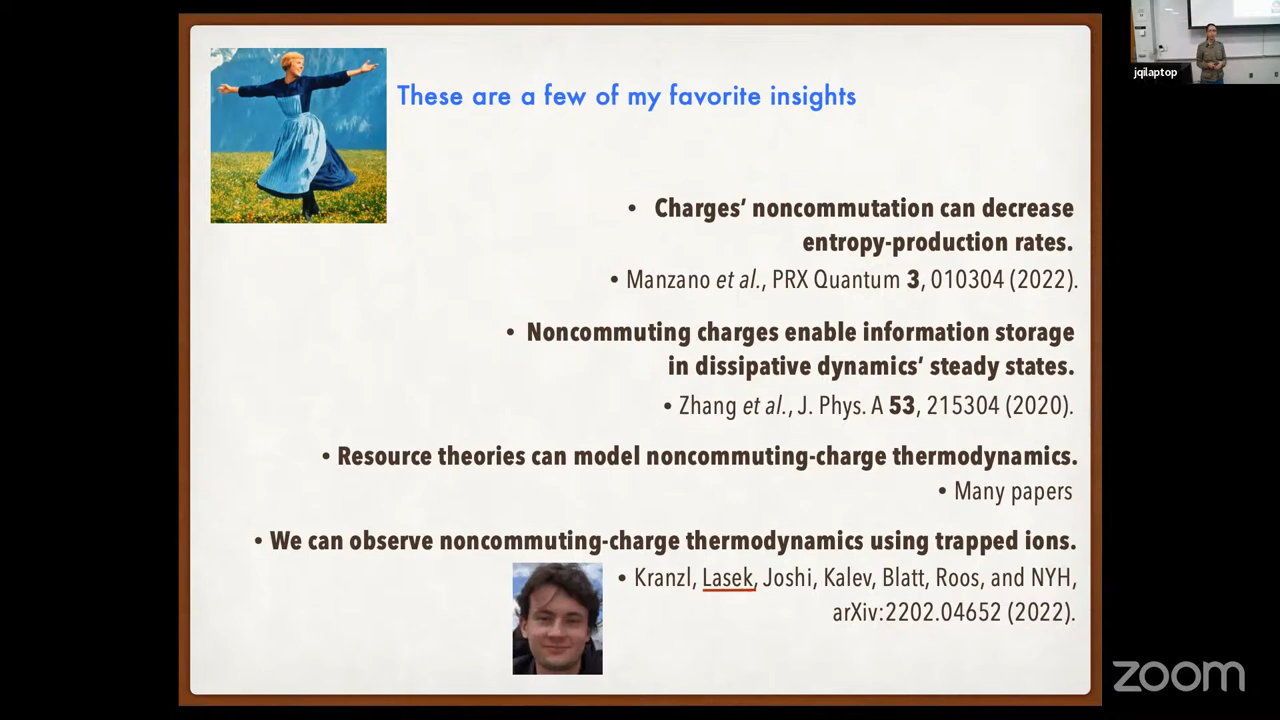 jqilaptop
These are a few of my favorite insights
• Charges’ noncommutation can decrease
entropy-production rates.
• Manzano et al., PRX Quantum 3, 010304 (2022).
• Noncommuting charges enable information storage
in dissipative dynamics’ steady states.
• Zhang et al., J. Phys. A 53, 215304 (2020).
• Resource theories can model noncommuting-charge thermodynamics.
• Many papers
• We can observe noncommuting-charge thermodynamics using trapped ions.
• Kranzl, Lasek, Joshi, Kalev, Blatt, Roos, and NYH,
arXiv:2202.04652 (2022).
zoom